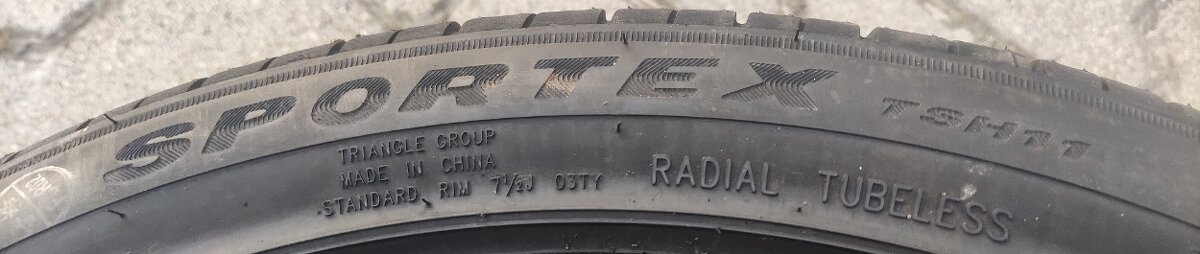 SPORTEX TSH11
TRIANGLE GROUP
MADE IN CHINA
STANDARD RIM 7½J 03TY
RADIAL TUBELESS